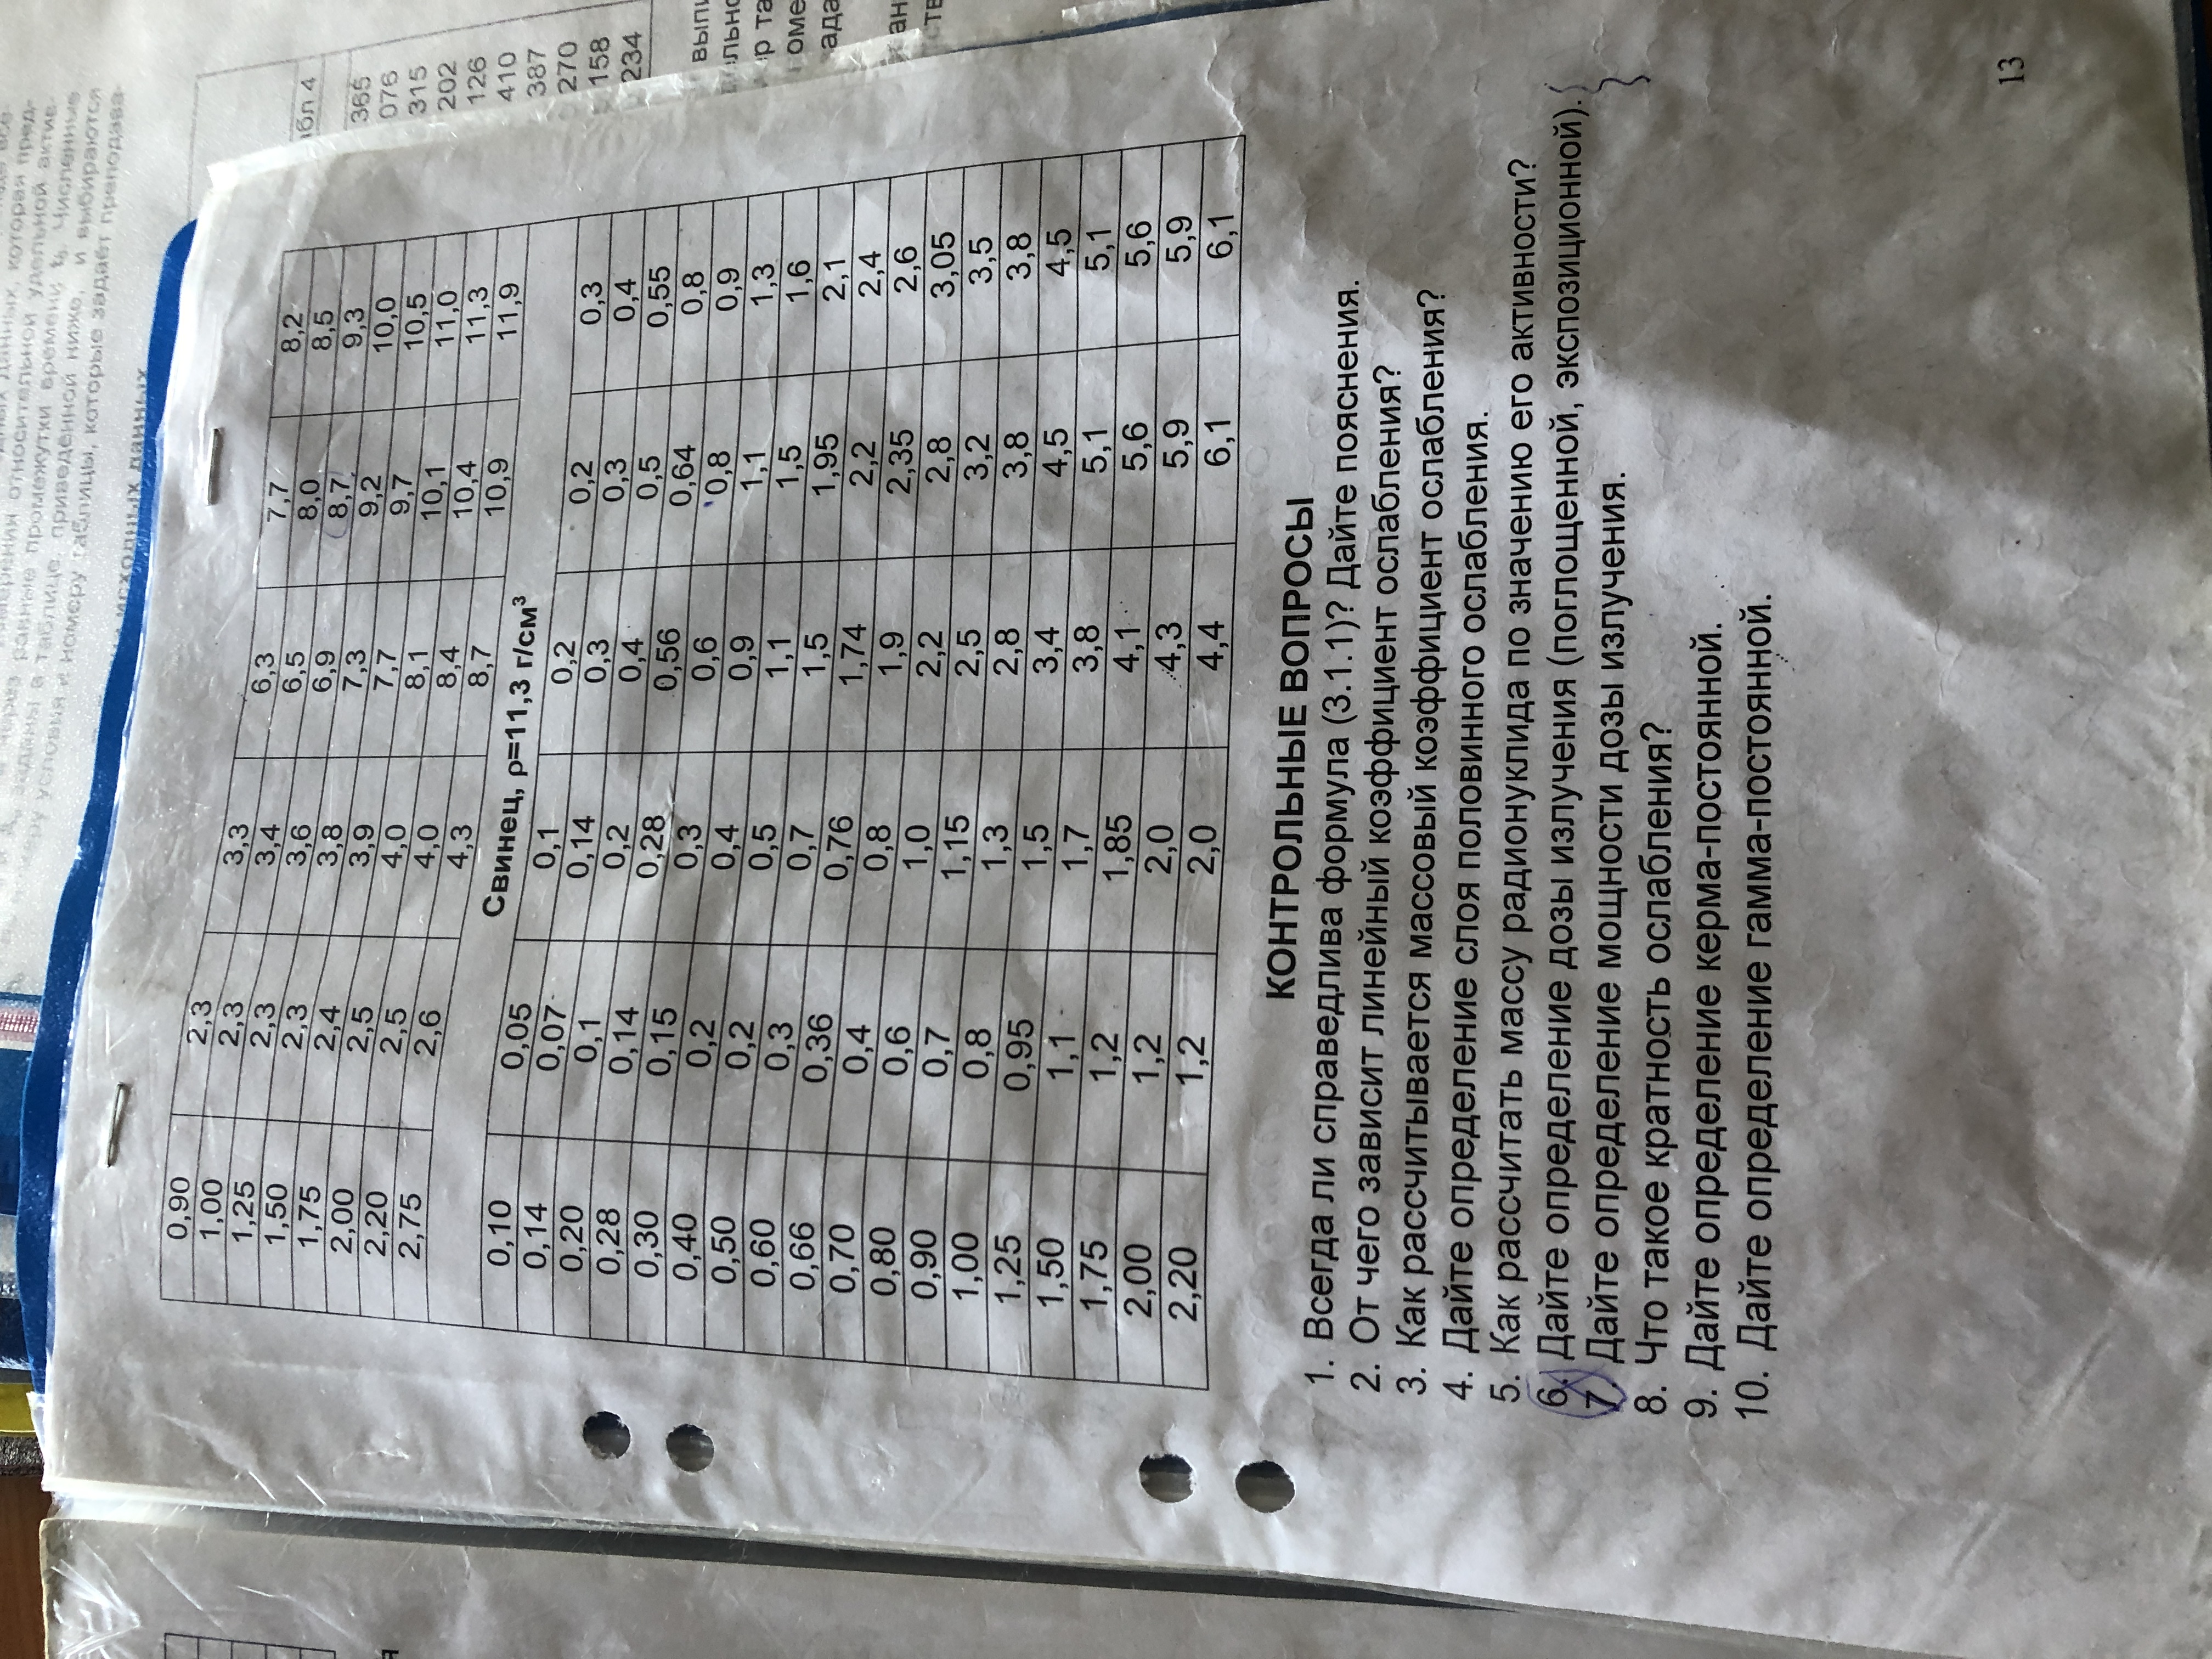 которая пред-
измерений относительной удельной актив-
заданы в таблице, приведённой ниже, и выбираются
через равные промежутки времени, t₀. Численные
условия и номеру таблицы, которые задаёт преподава-
исходных данных
0,90 2,3 3,3 6,3 7,7 8,2
1,00 2,3 3,4 6,5 8,0 8,5
1,25 2,3 3,6 6,9 8,7 9,3
1,50 2,3 3,8 7,3 9,2 10,0
1,75 2,4 3,9 7,7 9,7 10,5
2,00 2,5 4,0 8,1 10,1 11,0
2,20 2,5 4,0 8,4 10,4 11,3
2,75 2,6 4,3 8,7 10,9 11,9
Свинец, ρ=11,3 г/см³
0,10 0,05 0,1 0,2 0,2 0,3
0,14 0,07 0,14 0,3 0,3 0,4
0,20 0,1 0,2 0,4 0,5 0,55
0,28 0,14 0,28 0,56 0,64 0,8
0,30 0,15 0,3 0,6 0,8 0,9
0,40 0,2 0,4 0,9 1,1 1,3
0,50 0,2 0,5 1,1 1,5 1,6
0,60 0,3 0,7 1,5 1,95 2,1
0,66 0,36 0,76 1,74 2,2 2,4
0,70 0,4 0,8 1,9 2,35 2,6
0,80 0,6 1,0 2,2 2,8 3,05
0,90 0,7 1,15 2,5 3,2 3,5
1,00 0,8 1,3 2,8 3,8 3,8
1,25 0,95 1,5 3,4 4,5 4,5
1,50 1,1 1,7 3,8 5,1 5,1
1,75 1,2 1,85 4,1 5,6 5,6
2,00 1,2 2,0 4,3 5,9 5,9
2,20 1,2 2,0 4,4 6,1 6,1
КОНТРОЛЬНЫЕ ВОПРОСЫ
1. Всегда ли справедлива формула (3.1.1)? Дайте пояснения.
2. От чего зависит линейный коэффициент ослабления?
3. Как рассчитывается массовый коэффициент ослабления?
4. Дайте определение слоя половинного ослабления.
5. Как рассчитать массу радионуклида по значению его активности?
6. Дайте определение дозы излучения (поглощенной, экспозиционной).
7. Дайте определение мощности дозы излучения.
8. Что такое кратность ослабления?
9. Дайте определение керма-постоянной.
10. Дайте определение гамма-постоянной.
13
365
076
315
202
126
410
387
270
158
234